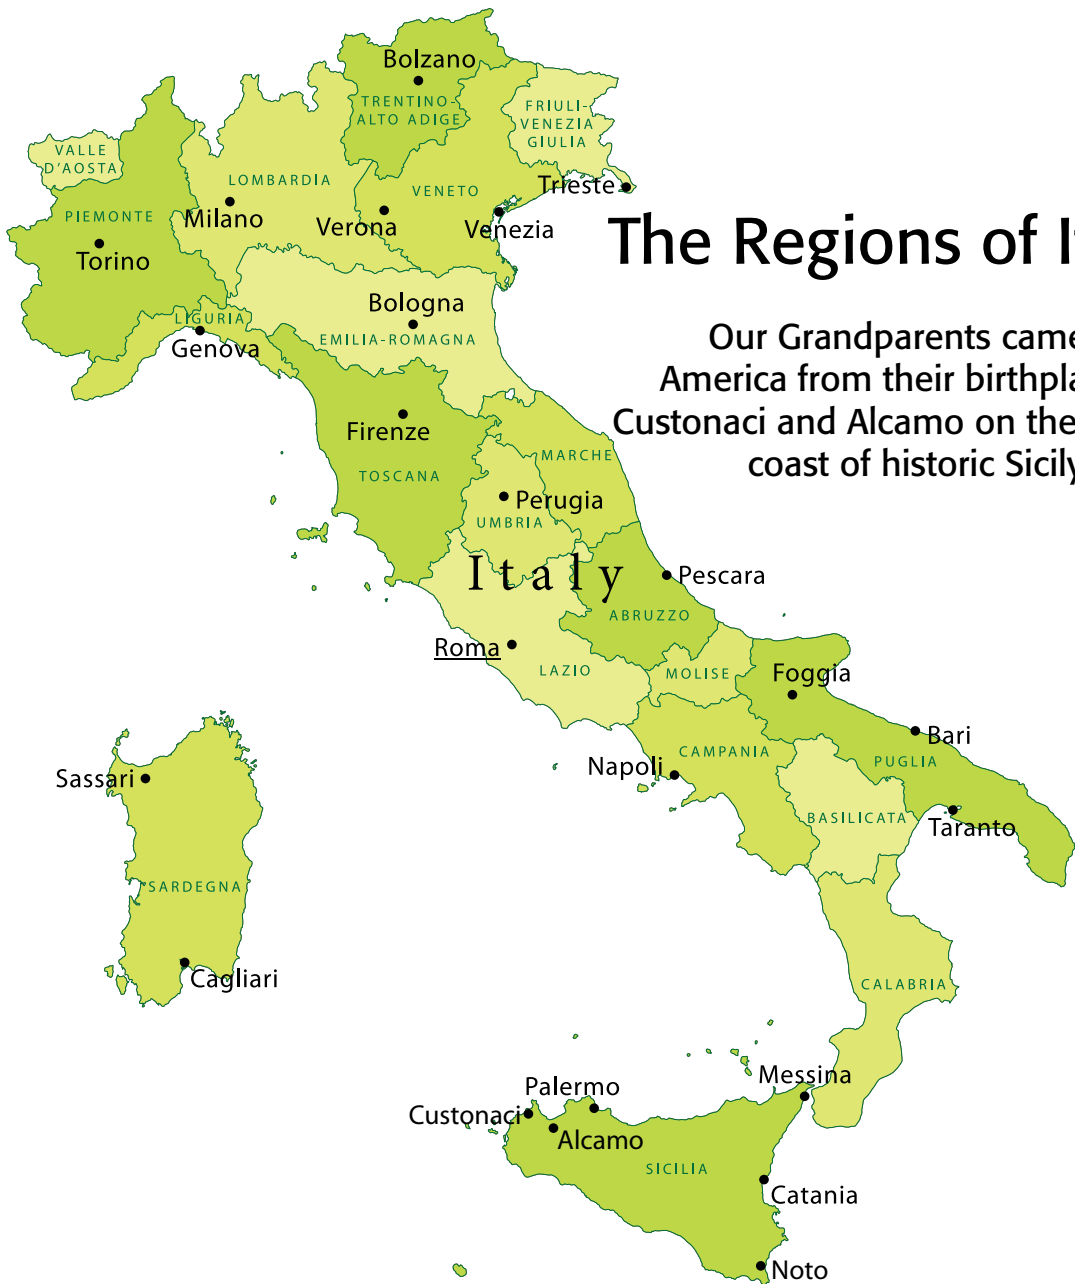 Bolzano
TRENTINO-
ALTO ADIGE
FRIULI-
VENEZIA
GIULIA
VALLE
D'AOSTA
LOMBARDIA
VENETO
Trieste
PIEMONTE
Milano
Verona
Venezia
Torino
The Regions of I
Bologna
LIGURIA
EMILIA-ROMAGNA
Genova
Our Grandparents came
America from their birthpla
Custonaci and Alcamo on the
coast of historic Sicily
Firenze
MARCHE
TOSCANA
Perugia
UMBRIA
Italy
Pescara
ABRUZZO
Roma
LAZIO
MOLISE
Foggia
Bari
CAMPANIA
PUGLIA
Napoli
Sassari
BASILICATA
Taranto
SARDEGNA
Cagliari
CALABRIA
Messina
Palermo
Custonaci
Alcamo
SICILIA
Catania
Noto